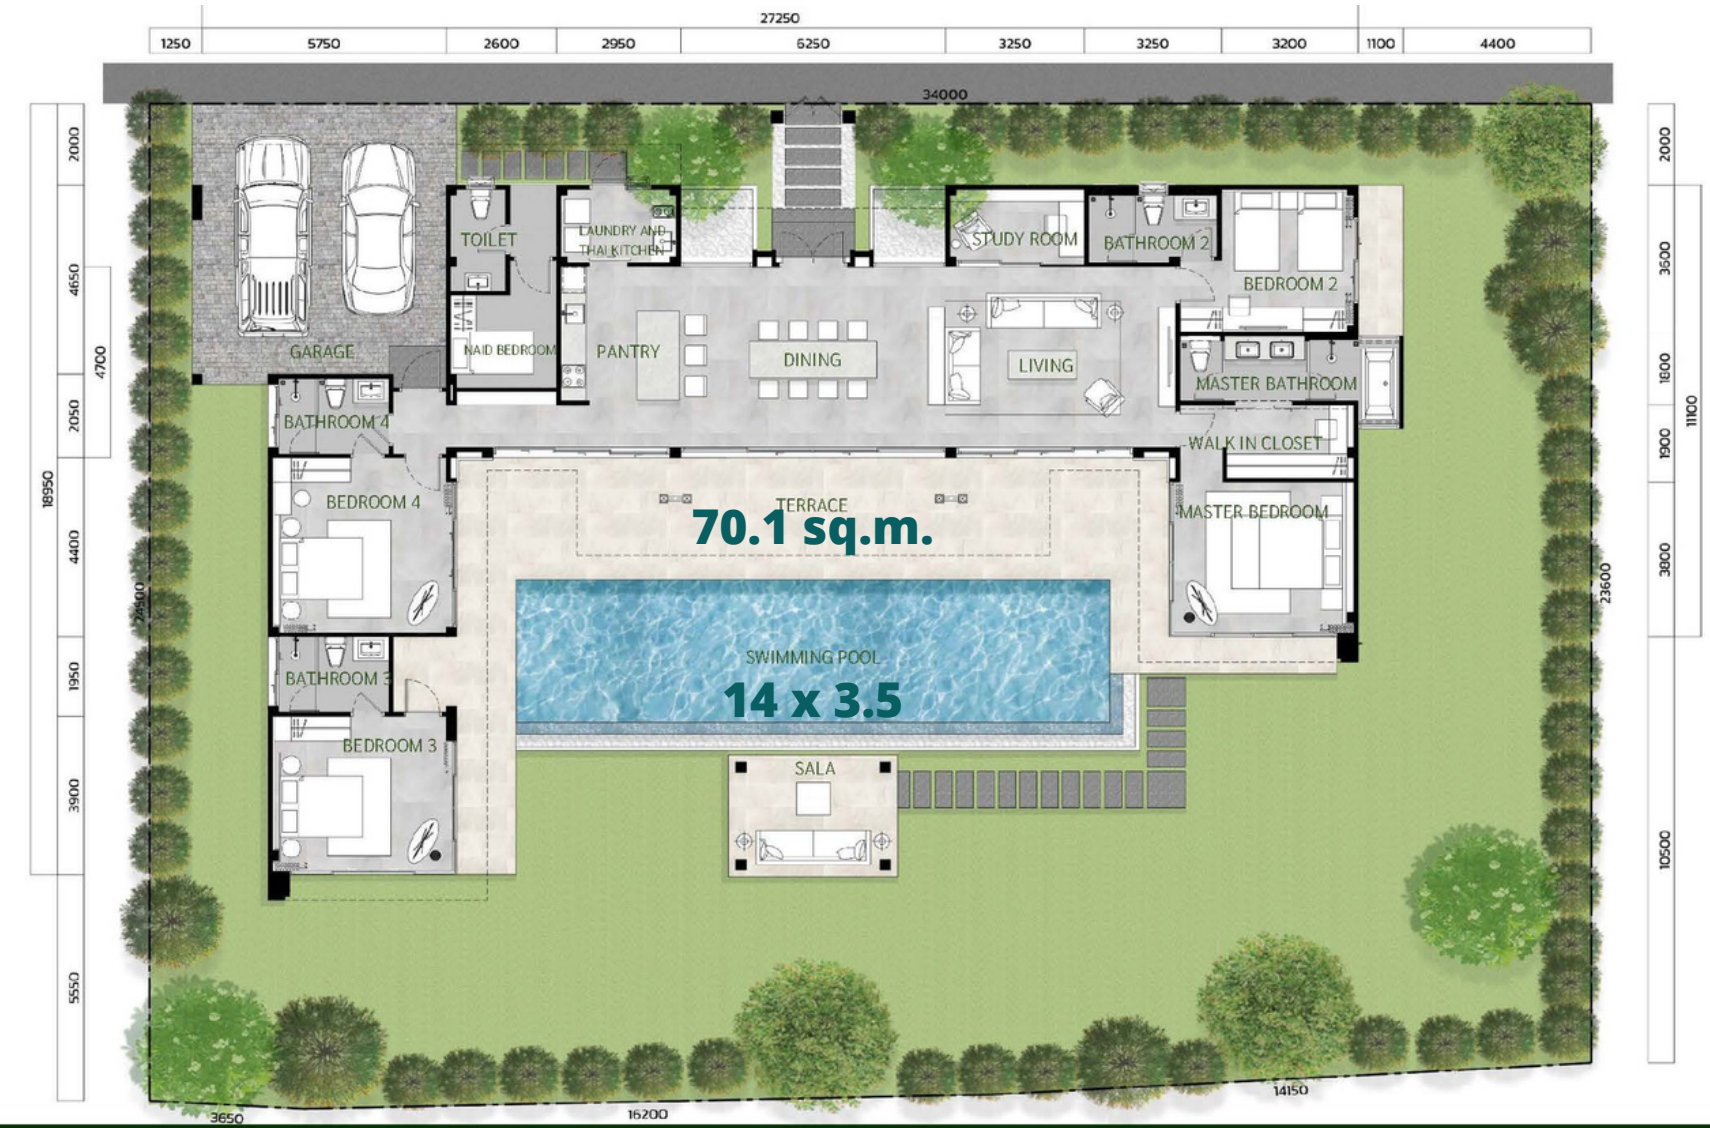 27250
1250 5750 2600 2950 6250 3250 3250 3200 1100 4400
34000
2000
4650
4700
2050
18950
4400
1950
3900
5550
2000
3600
1800
1900
11100
3800
23600
10500
TOILET
LAUNDRY AND
THAI KITCHEN
STUDY ROOM
BATHROOM 2
BEDROOM 2
GARAGE
NAID BEDROOM
PANTRY
DINING
LIVING
MASTER BATHROOM
BATHROOM 4
WALK IN CLOSET
BEDROOM 4
TERRACE
70.1 sq.m.
MASTER BEDROOM
SWIMMING POOL
14 x 3.5
BATHROOM 3
BEDROOM 3
SALA
3650
16200
14150